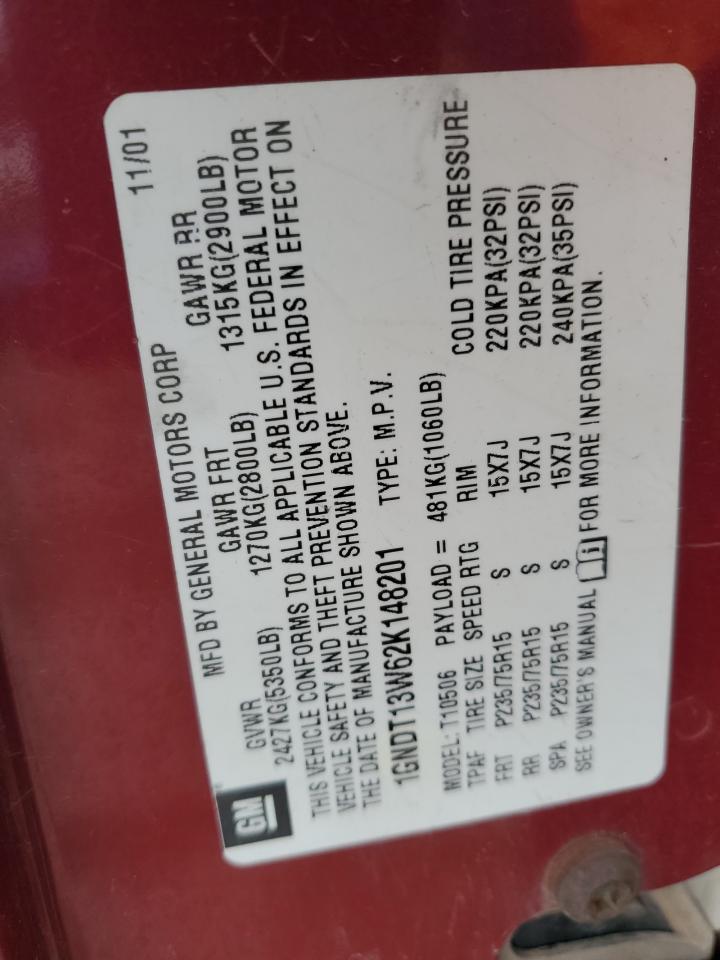 GM
MFD BY GENERAL MOTORS CORP 11/01
GVWR GAWR FRT GAWR RR
2427KG(5350LB) 1270KG(2800LB) 1315KG(2900LB)
THIS VEHICLE CONFORMS TO ALL APPLICABLE U.S. FEDERAL MOTOR
VEHICLE SAFETY AND THEFT PREVENTION STANDARDS IN EFFECT ON
THE DATE OF MANUFACTURE SHOWN ABOVE.
1GNDT13W62K148201 TYPE: M.P.V.
MODEL: T10506 PAYLOAD = 481KG(1060LB)
TPAF TIRE SIZE SPEED RTG RIM COLD TIRE PRESSURE
FRT P235/75R15 S 15X7J 220KPA(32PSI)
RR P235/75R15 S 15X7J 220KPA(32PSI)
SPA P235/75R15 S 15X7J 240KPA(35PSI)
SEE OWNER'S MANUAL FOR MORE INFORMATION.